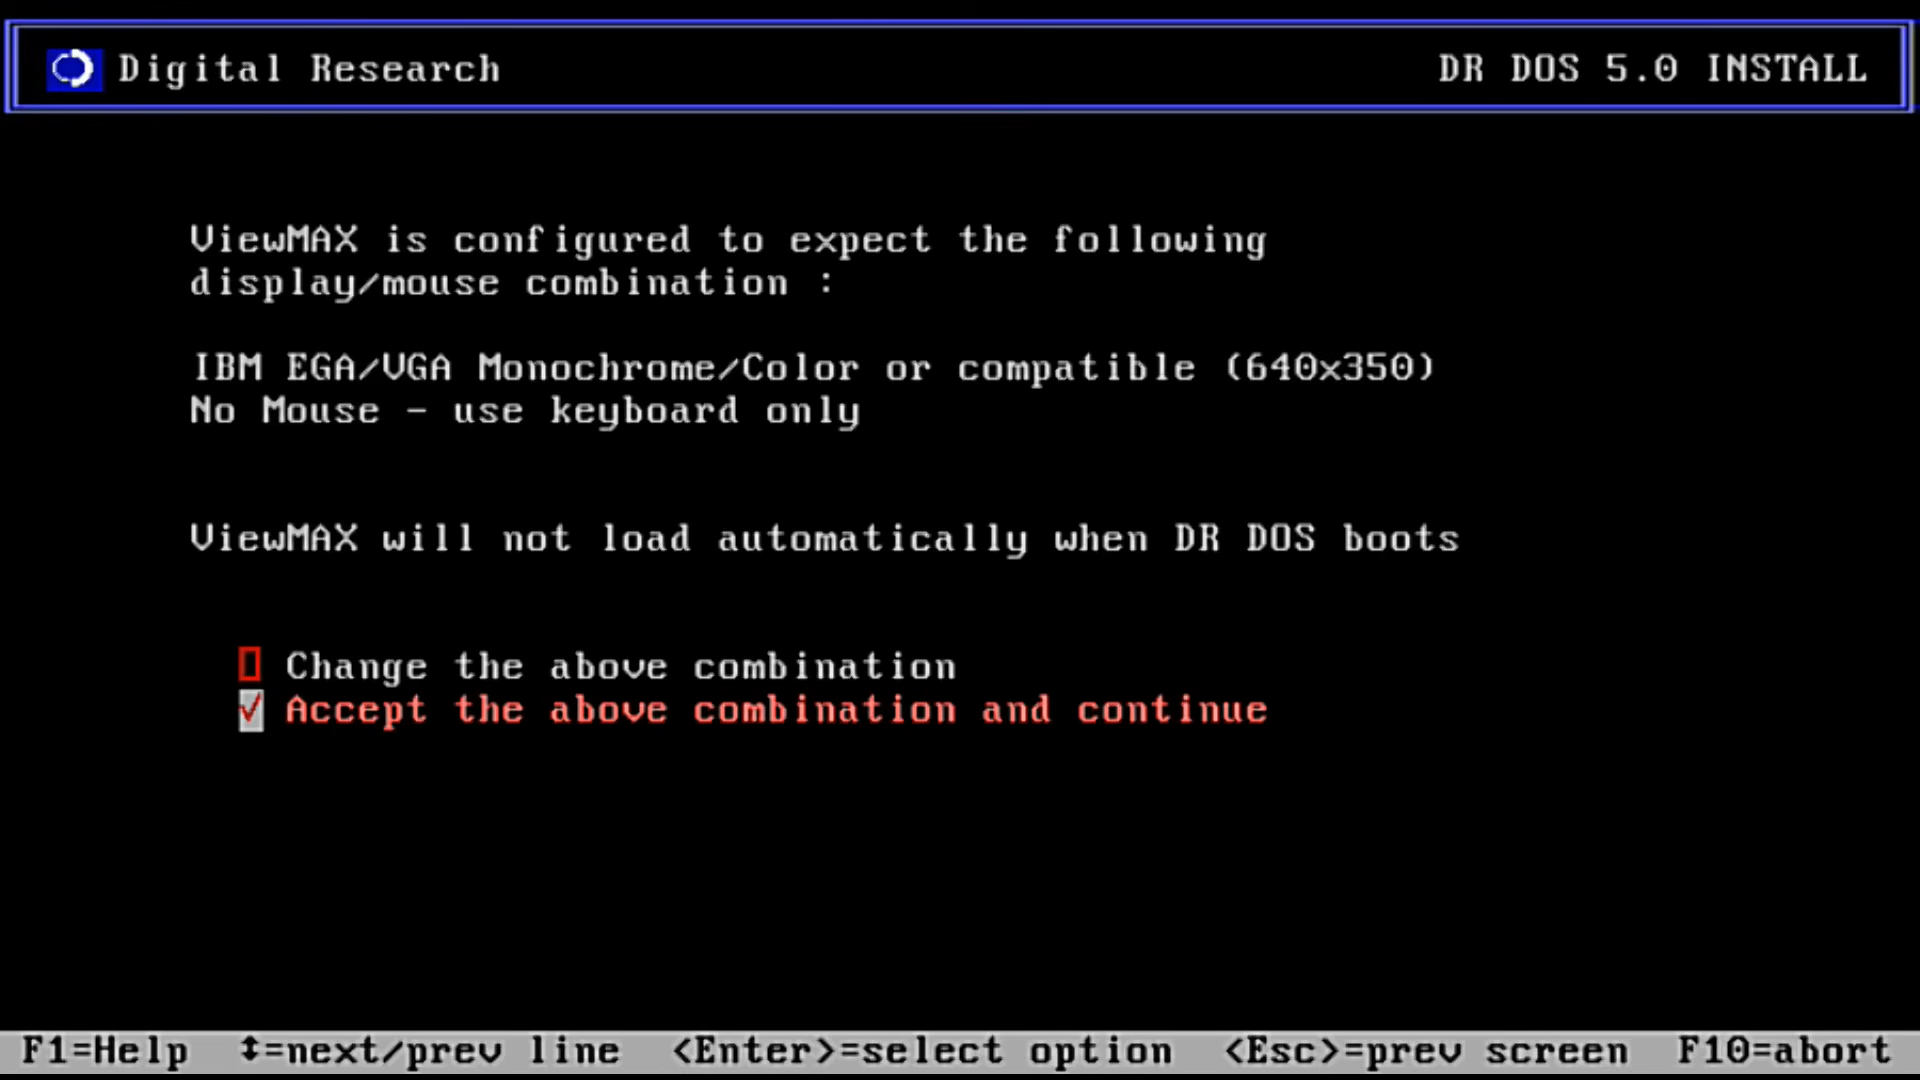 Digital Research
DR DOS 5.0 INSTALL
ViewMAX is configured to expect the following
display/mouse combination :
IBM EGA/VGA Monochrome/Color or compatible (640x350)
No Mouse - use keyboard only
ViewMAX will not load automatically when DR DOS boots
Change the above combination
✓ Accept the above combination and continue
F1=Help ↕=next/prev line <Enter>=select option <Esc>=prev screen F10=abort